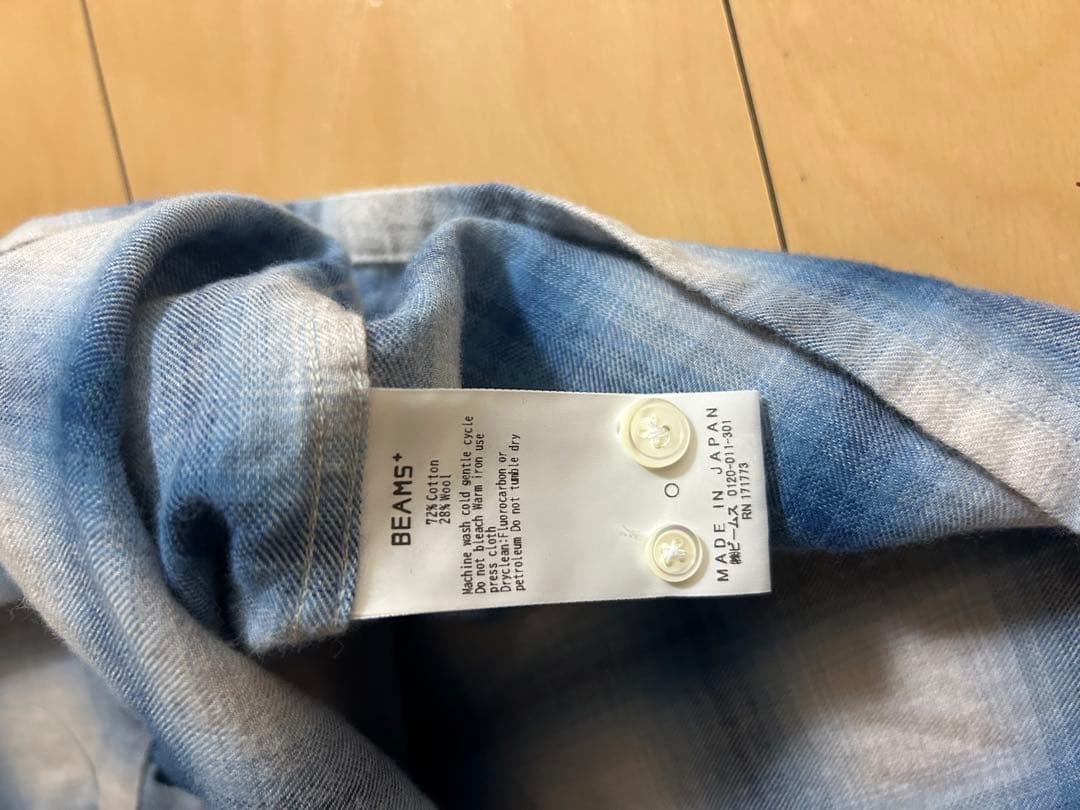 BEAMS+
72% Cotton
28% Wool
Machine wash cold gentle cycle
Do not bleach Warm iron use
press cloth
Dryclean:Fluorocarbon or
petroleum Do not tumble dry
MADE IN JAPAN
㈱ビームス 0120-011-301
RN 171773